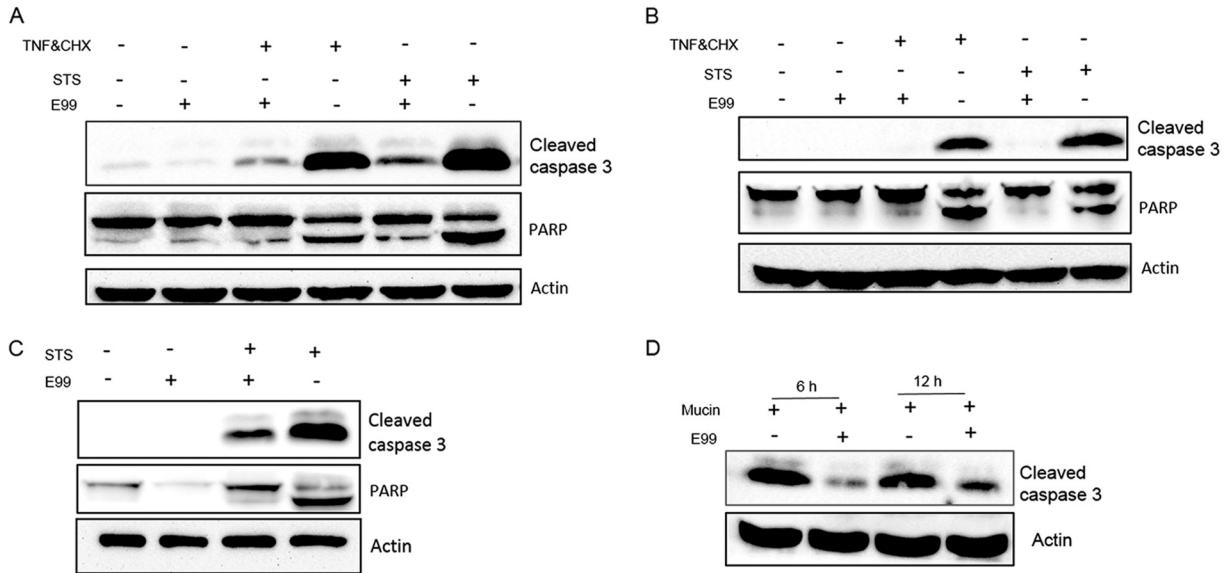 A
TNF&CHX - - + + - -
STS - - - - + +
E99 - + + - + -
Cleaved
caspase 3
PARP
Actin
B
TNF&CHX - - + + - -
STS - - - - + +
E99 - + + - + -
Cleaved
caspase 3
PARP
Actin
C
STS - - + +
E99 - + + -
Cleaved
caspase 3
PARP
Actin
D
6 h 12 h
Mucin + + + +
E99 - + - +
Cleaved
caspase 3
Actin